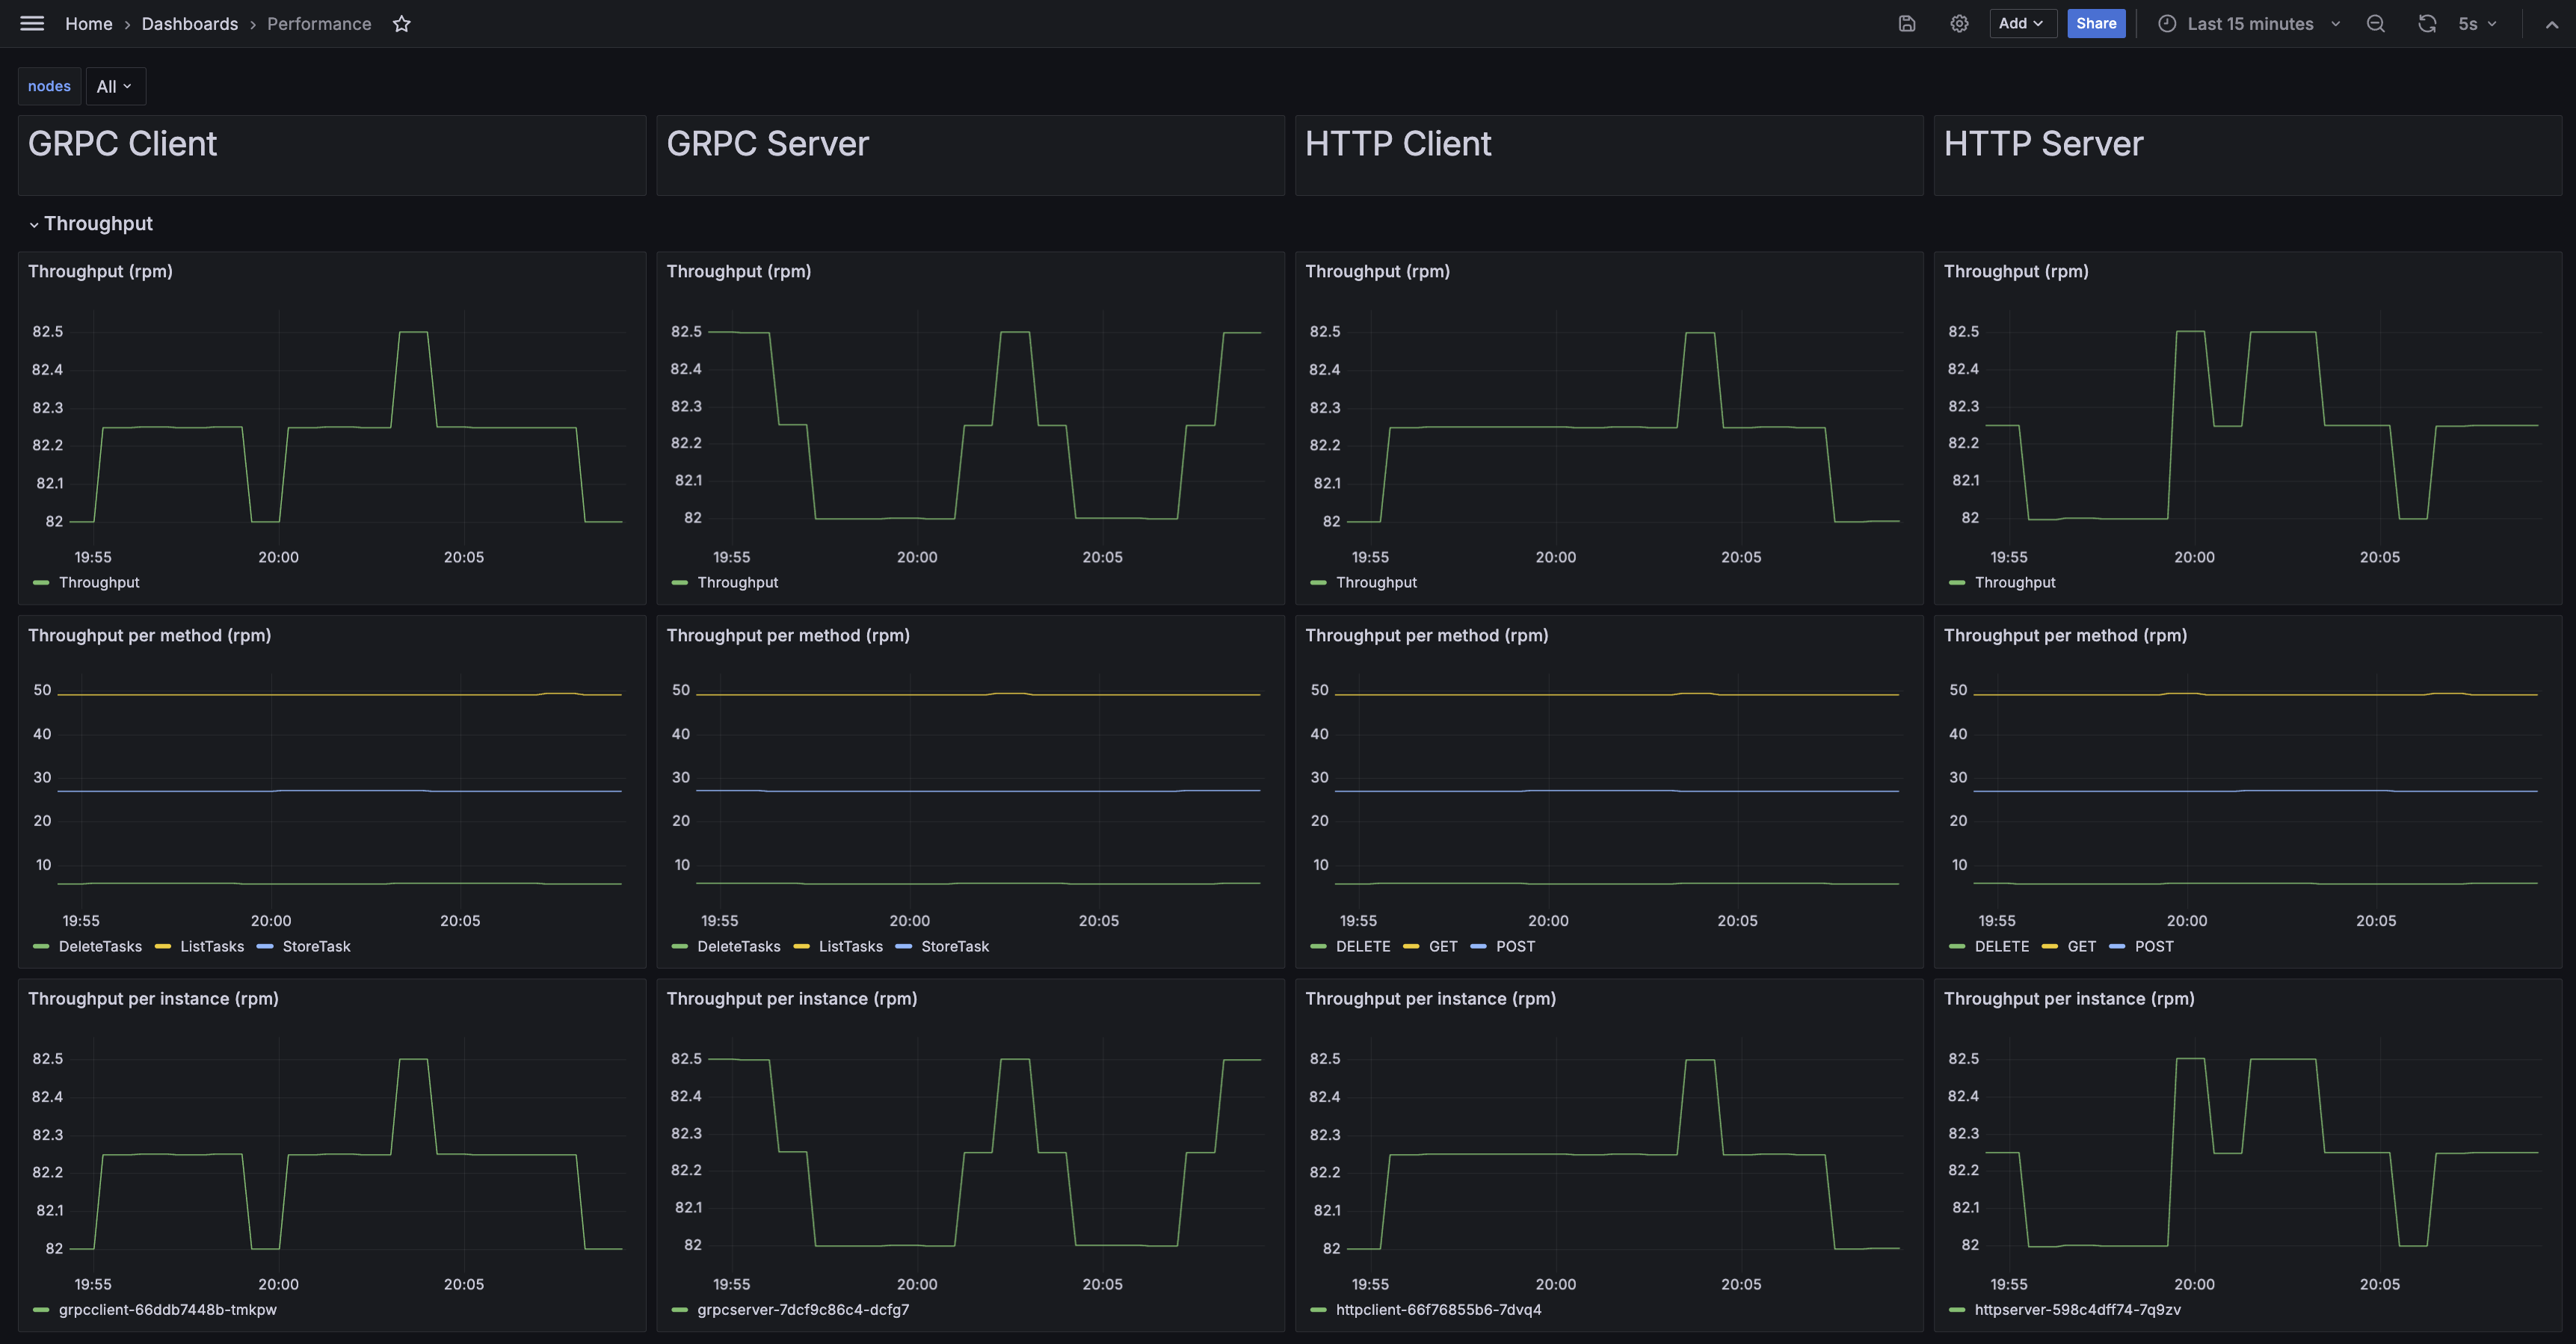 Home › Dashboards › Performance Add Share Last 15 minutes 5s
nodes All
GRPC Client GRPC Server HTTP Client HTTP Server
Throughput
Throughput (rpm)
82.5
82.4
82.3
82.2
82.1
82
19:55 20:00 20:05
Throughput
Throughput (rpm)
82.5
82.4
82.3
82.2
82.1
82
19:55 20:00 20:05
Throughput
Throughput (rpm)
82.5
82.4
82.3
82.2
82.1
82
19:55 20:00 20:05
Throughput
Throughput (rpm)
82.5
82.4
82.3
82.2
82.1
82
19:55 20:00 20:05
Throughput
Throughput per method (rpm)
50
40
30
20
10
19:55 20:00 20:05
DeleteTasks ListTasks StoreTask
Throughput per method (rpm)
50
40
30
20
10
19:55 20:00 20:05
DeleteTasks ListTasks StoreTask
Throughput per method (rpm)
50
40
30
20
10
19:55 20:00 20:05
DELETE GET POST
Throughput per method (rpm)
50
40
30
20
10
19:55 20:00 20:05
DELETE GET POST
Throughput per instance (rpm)
82.5
82.4
82.3
82.2
82.1
82
19:55 20:00 20:05
grpcclient-66ddb7448b-tmkpw
Throughput per instance (rpm)
82.5
82.4
82.3
82.2
82.1
82
19:55 20:00 20:05
grpcserver-7dcf9c86c4-dcfg7
Throughput per instance (rpm)
82.5
82.4
82.3
82.2
82.1
82
19:55 20:00 20:05
httpclient-66f76855b6-7dvq4
Throughput per instance (rpm)
82.5
82.4
82.3
82.2
82.1
82
19:55 20:00 20:05
httpserver-598c4dff74-7q9zv